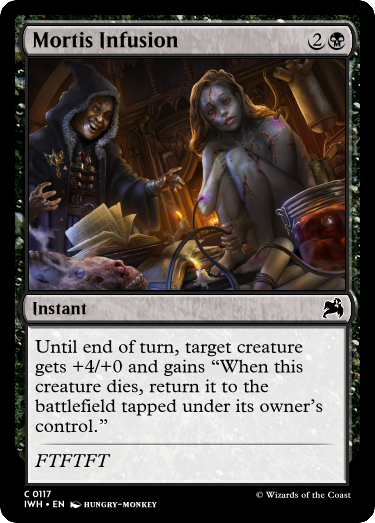 Mortis Infusion 2
Instant
Until end of turn, target creature
gets +4/+0 and gains “When this
creature dies, return it to the
battlefield tapped under its owner’s
control.”
FTFTFT
C 0117
IWH • EN HUNGRY-MONKEY
© Wizards of the Coast